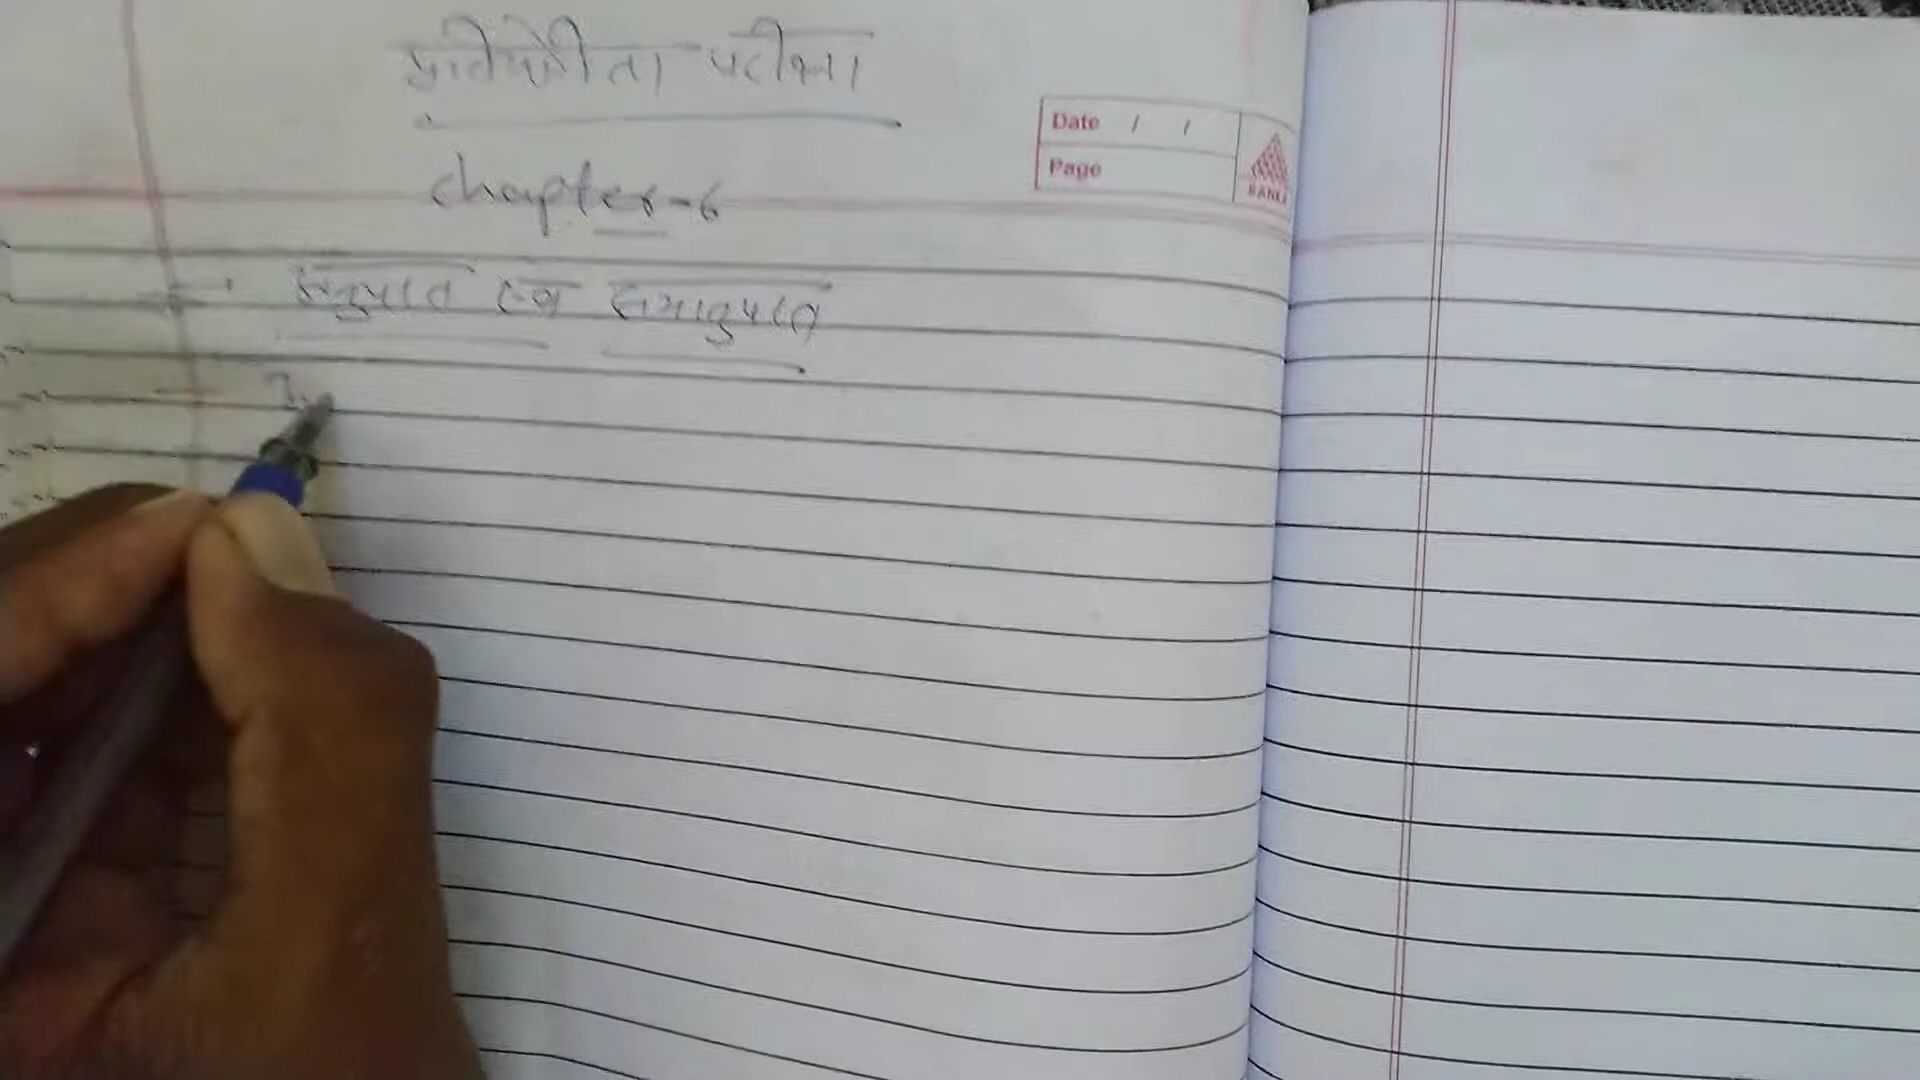 प्रतियोगीता परीक्षा
Date / /
Page
chapter-6
अनुपात एवं समानुपात